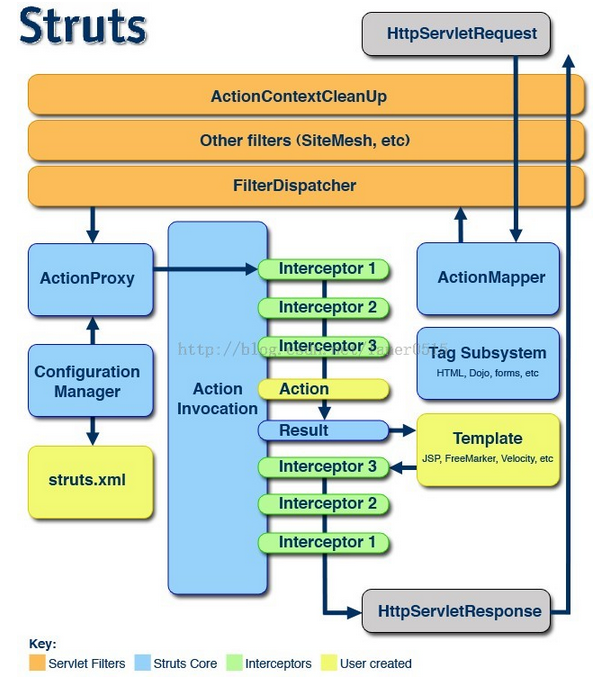 Struts
HttpServletRequest
ActionContextCleanUp
Other filters (SiteMesh, etc)
FilterDispatcher
ActionProxy
Interceptor 1
ActionMapper
Interceptor 2
Interceptor 3
http://blog.csdn.net/
Tag Subsystem
HTML, Dojo, forms, etc
Configuration
Manager
Action
Invocation
Action
Result
Template
JSP, FreeMarker, Velocity, etc
struts.xml
Interceptor 3
Interceptor 2
Interceptor 1
HttpServletResponse
Key:
Servlet Filters
Struts Core
Interceptors
User created